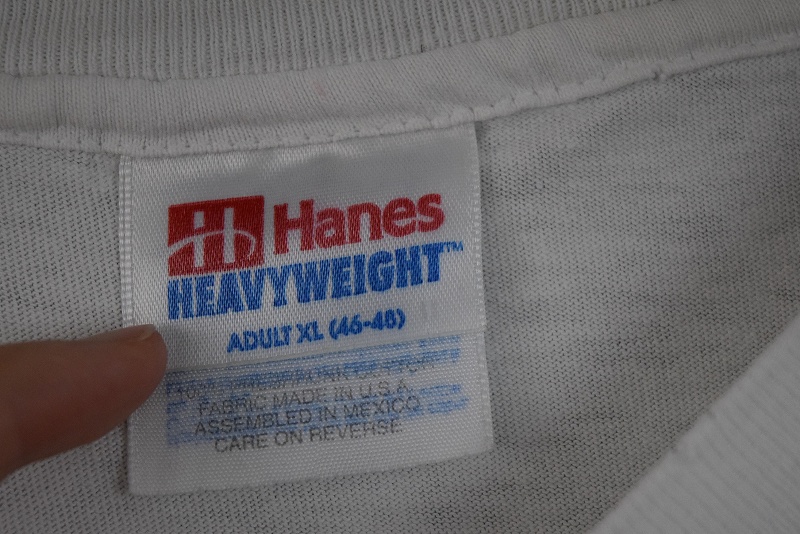 Hanes
HEAVYWEIGHT™
ADULT XL (46-48)
FABRIC MADE IN U.S.A.
ASSEMBLED IN MEXICO
CARE ON REVERSE